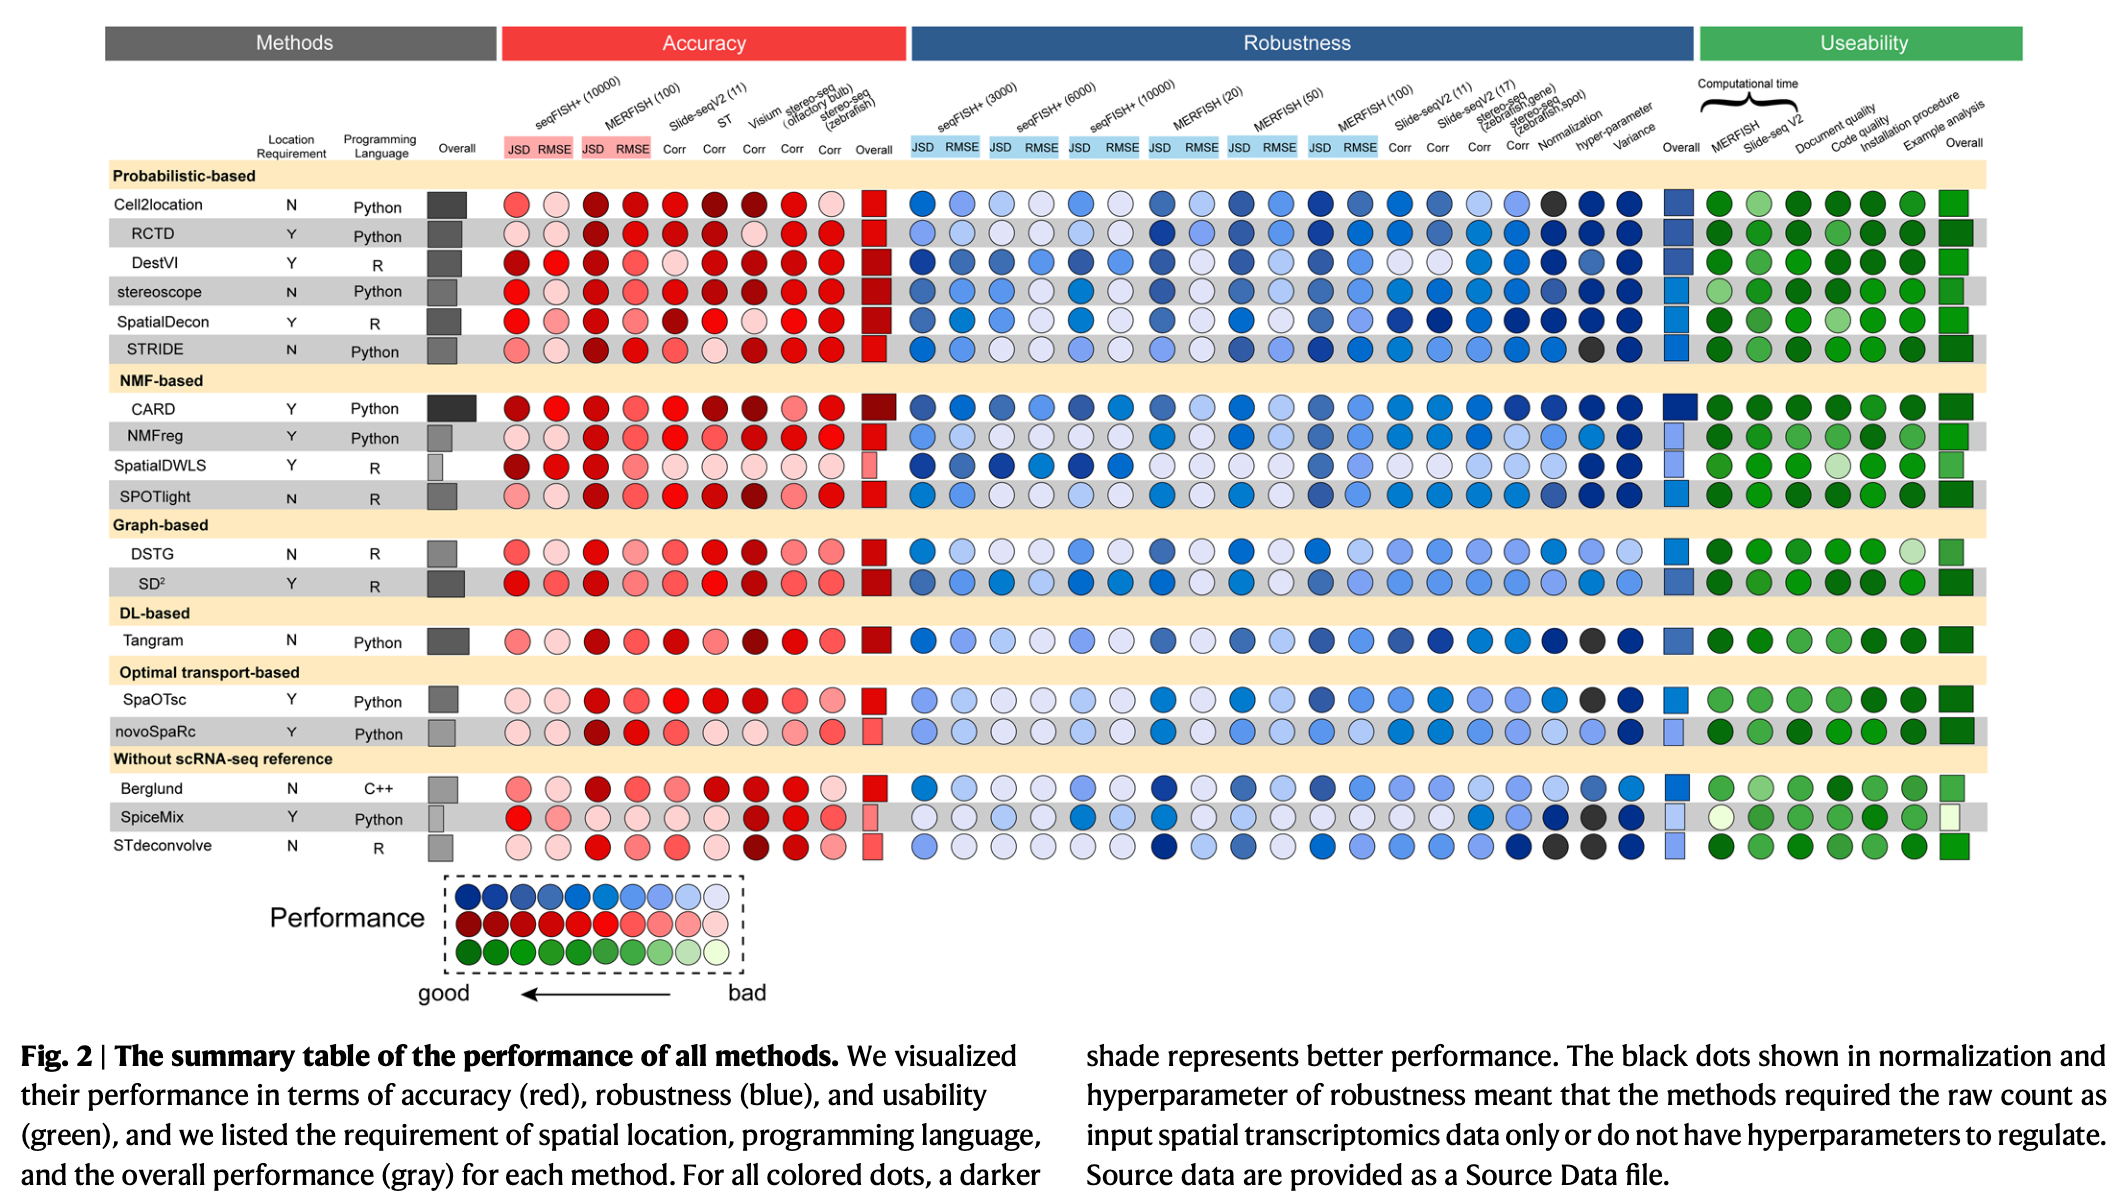 Methods Accuracy Robustness Useability
Computational time
seqFISH+ (10000) MERFISH (100) Slide-seqV2 (11) ST Visium stereo-seq (olfactory bulb) stereo-seq (zebrafish) seqFISH+ (3000) seqFISH+ (6000) seqFISH+ (10000) MERFISH (20) MERFISH (50) MERFISH (100) Slide-seqV2 (11) Slide-seqV2 (17) stereo-seq (zebrafish,gene) stereo-seq (zebrafish,spot) Normalization hyper-parameter Variance MERFISH Slide-seq V2 Document quality Code quality Installation procedure Example analysis
Location Requirement Programming Language Overall JSD RMSE JSD RMSE Corr Corr Corr Corr Corr Overall JSD RMSE JSD RMSE JSD RMSE JSD RMSE JSD RMSE JSD RMSE Corr Corr Corr Corr Overall Overall
Probabilistic-based
Cell2location N Python
RCTD Y Python
DestVI Y R
stereoscope N Python
SpatialDecon Y R
STRIDE N Python
NMF-based
CARD Y Python
NMFreg Y Python
SpatialDWLS Y R
SPOTlight N R
Graph-based
DSTG N R
SD² Y R
DL-based
Tangram N Python
Optimal transport-based
SpaOTsc Y Python
novoSpaRc Y Python
Without scRNA-seq reference
Berglund N C++
SpiceMix Y Python
STdeconvolve N R
Performance
good bad
Fig. 2 | The summary table of the performance of all methods. We visualized
their performance in terms of accuracy (red), robustness (blue), and usability
(green), and we listed the requirement of spatial location, programming language,
and the overall performance (gray) for each method. For all colored dots, a darker
shade represents better performance. The black dots shown in normalization and
hyperparameter of robustness meant that the methods required the raw count as
input spatial transcriptomics data only or do not have hyperparameters to regulate.
Source data are provided as a Source Data file.